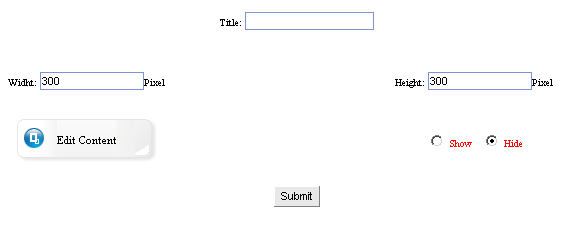 Title:
Widht: 300 Pixel Height: 300 Pixel
Edit Content Show Hide
Submit